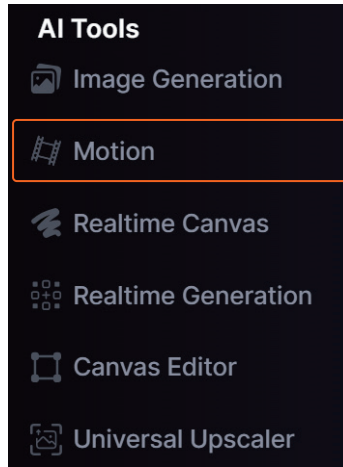 AI Tools
Image Generation
Motion
Realtime Canvas
Realtime Generation
Canvas Editor
Universal Upscaler